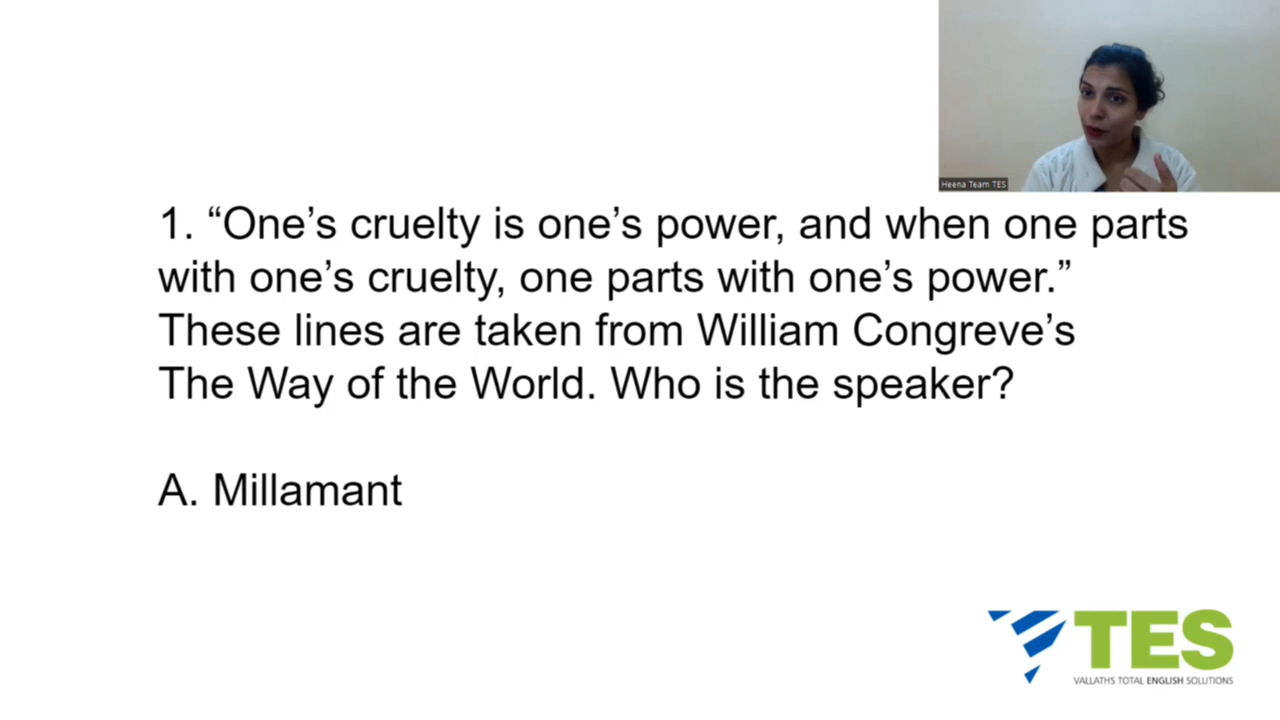 Heena Team TES
1. “One’s cruelty is one’s power, and when one parts
with one’s cruelty, one parts with one’s power.”
These lines are taken from William Congreve’s
The Way of the World. Who is the speaker?
A. Millamant
TES
VALLATHS TOTAL ENGLISH SOLUTIONS